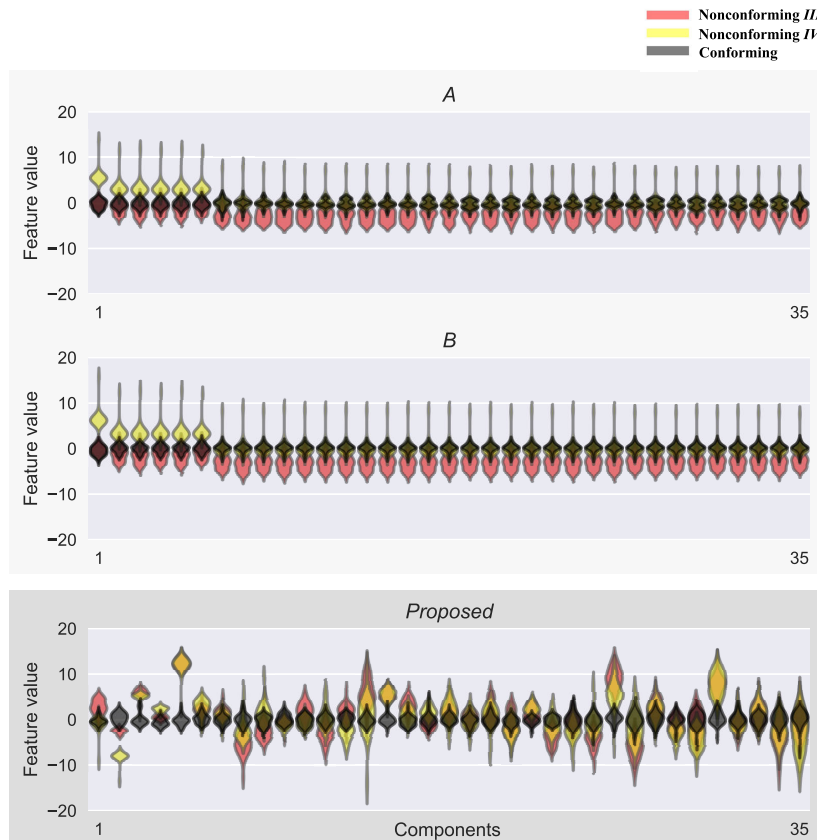 Nonconforming III
Nonconforming IV
Conforming
A
20
10
0
−10
−20
Feature value
1
35
B
20
10
0
−10
−20
Feature value
1
35
Proposed
20
10
0
−10
−20
Feature value
1
Components
35